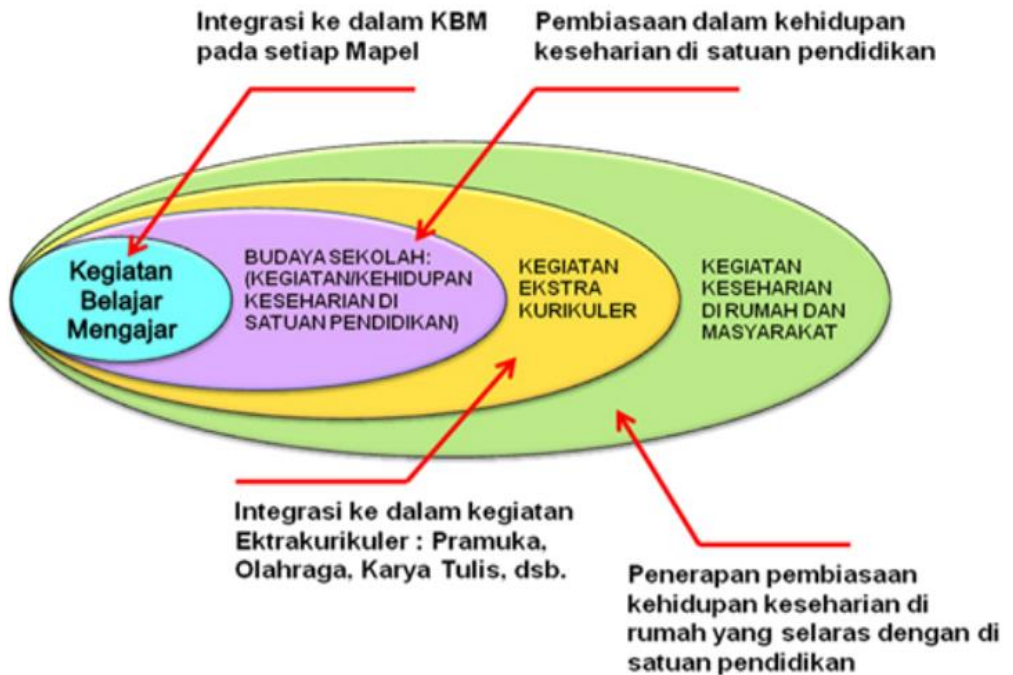 Integrasi ke dalam KBM
pada setiap Mapel
Pembiasaan dalam kehidupan
keseharian di satuan pendidikan
Kegiatan
Belajar
Mengajar
BUDAYA SEKOLAH:
(KEGIATAN/KEHIDUPAN
KESEHARIAN DI
SATUAN PENDIDIKAN)
KEGIATAN
EKSTRA
KURIKULER
KEGIATAN
KESEHARIAN
DI RUMAH DAN
MASYARAKAT
Integrasi ke dalam kegiatan
Ektrakurikuler : Pramuka,
Olahraga, Karya Tulis, dsb.
Penerapan pembiasaan
kehidupan keseharian di
rumah yang selaras dengan di
satuan pendidikan